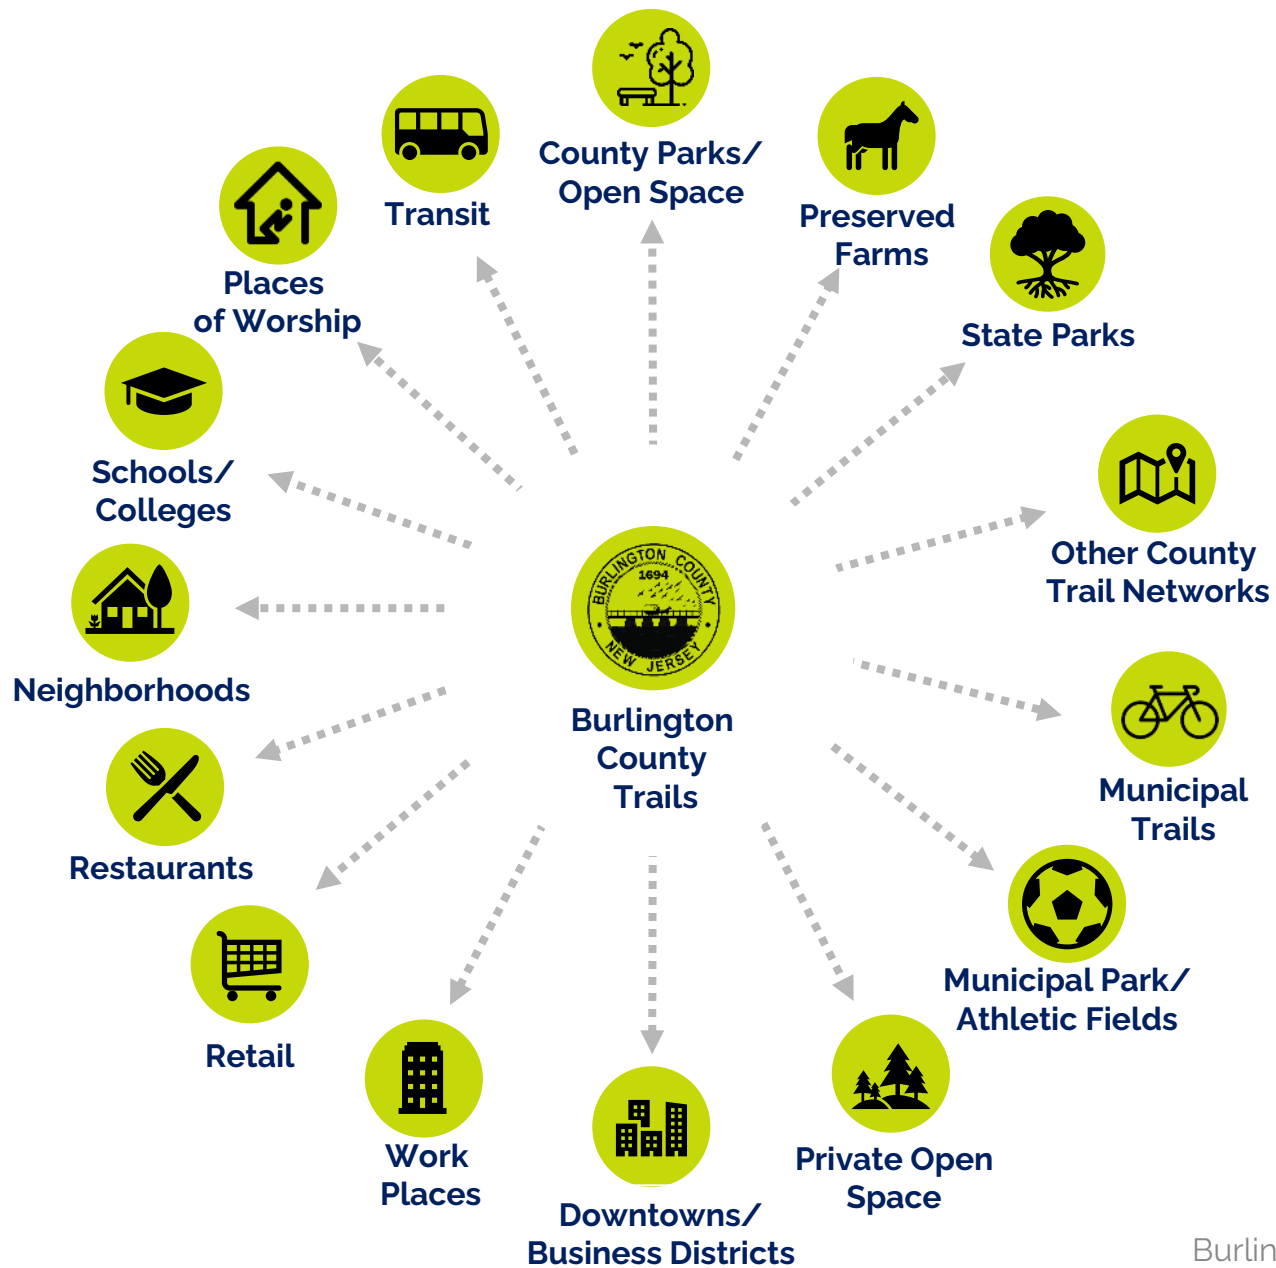 County Parks/
Open Space
Preserved
Farms
State Parks
Other County
Trail Networks
Municipal
Trails
Municipal Park/
Athletic Fields
Private Open
Space
Downtowns/
Business Districts
Work
Places
Retail
Restaurants
Neighborhoods
Schools/
Colleges
Places
of Worship
Transit
BURLINGTON COUNTY
1694
NEW JERSEY
Burlington
County
Trails
Burlin